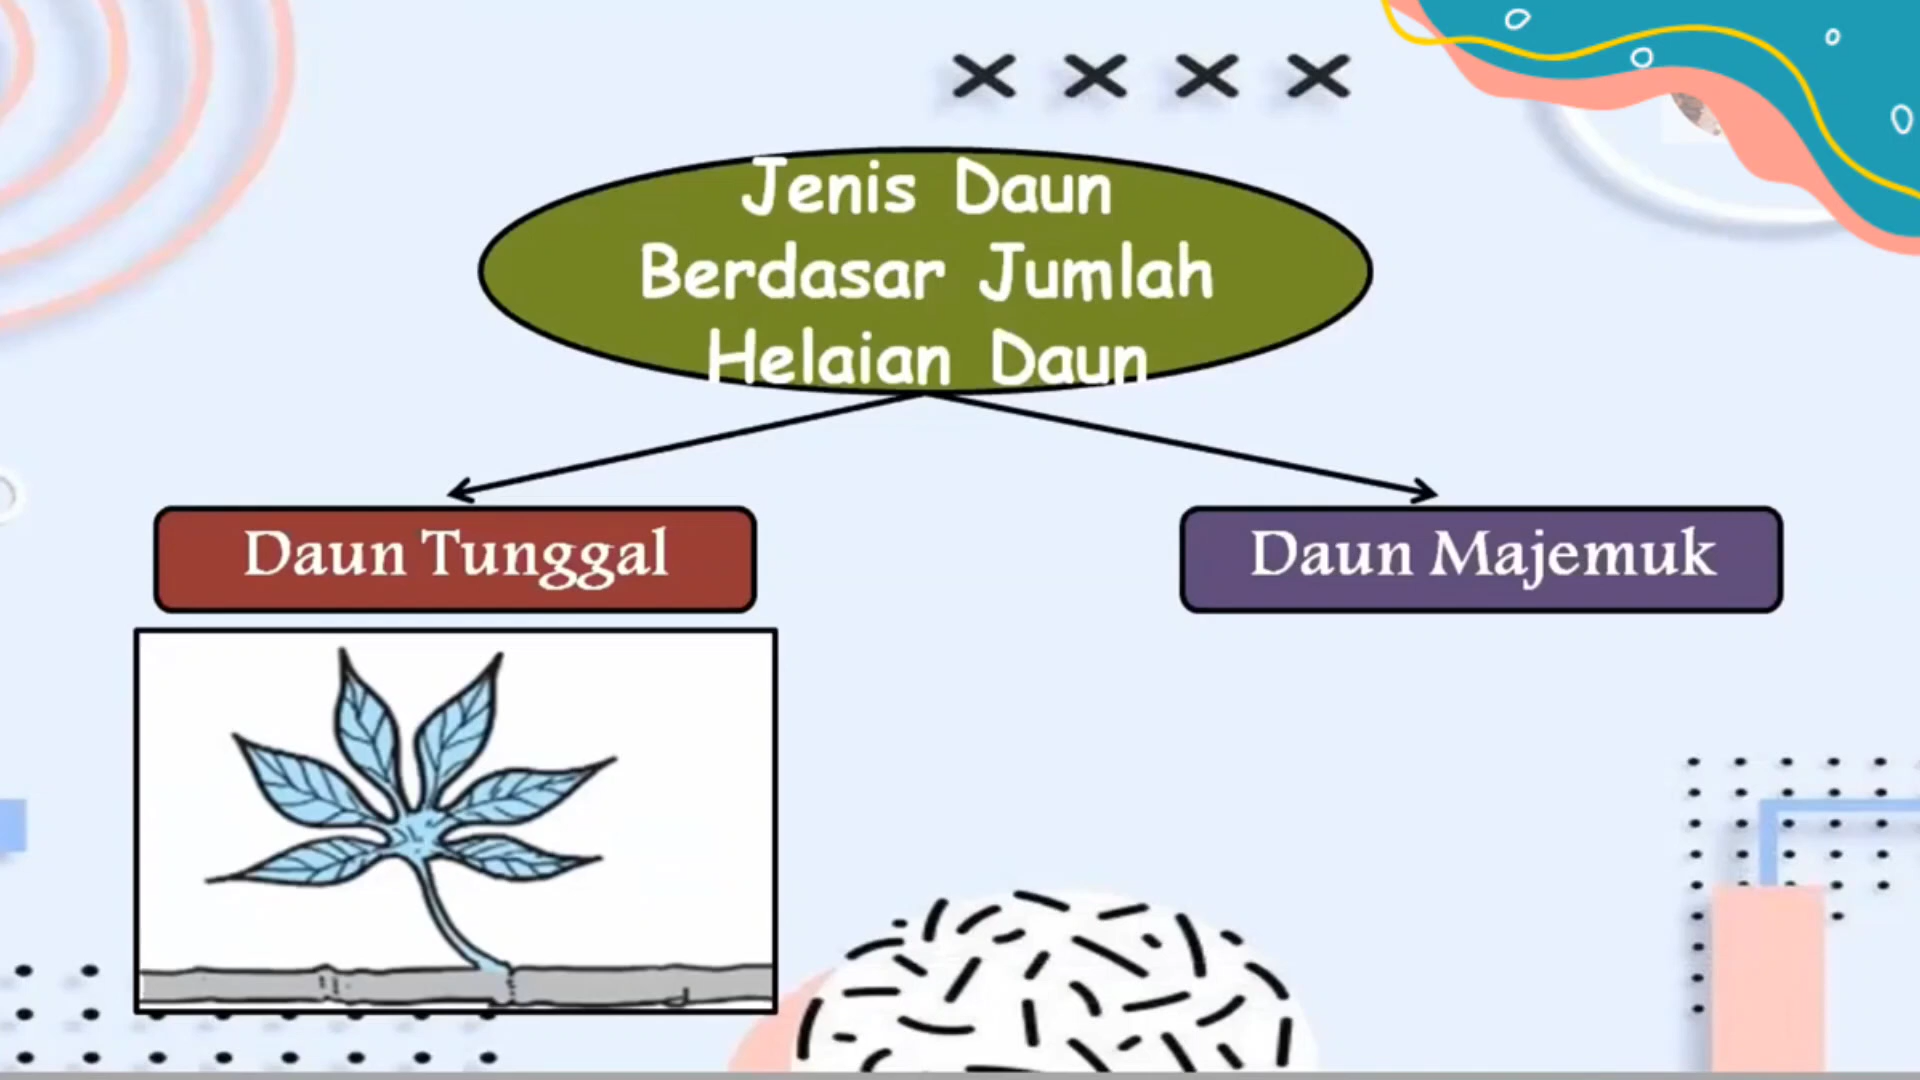 Jenis Daun
Berdasar Jumlah
Helaian Daun
Daun Tunggal
Daun Majemuk